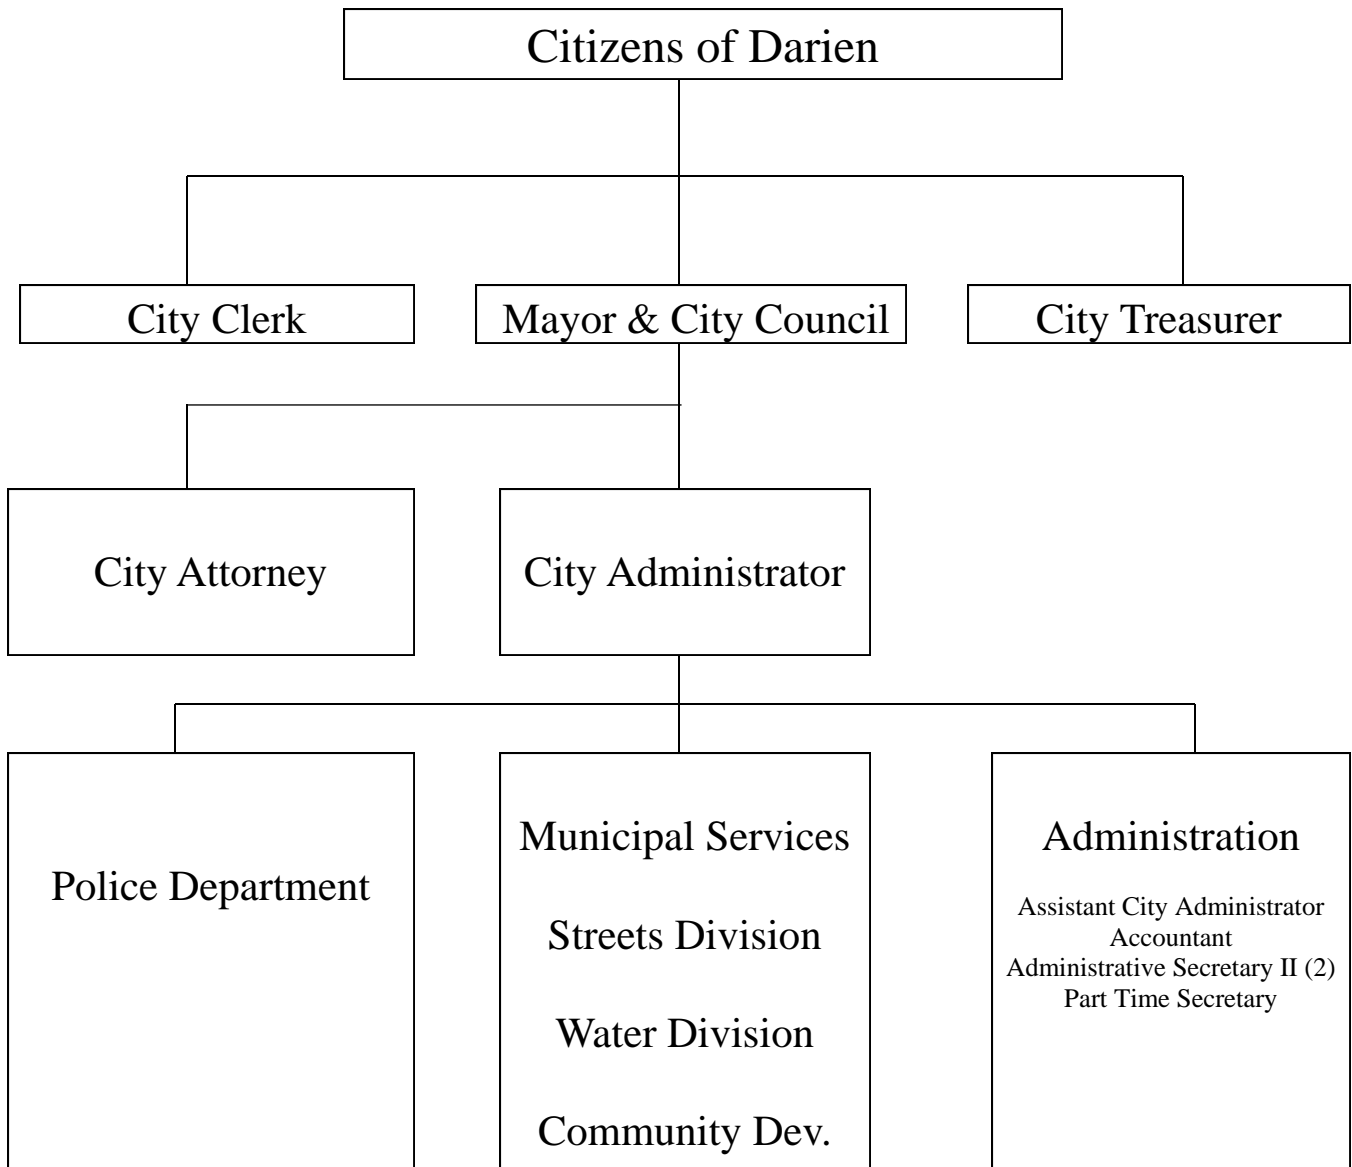 Citizens of Darien
City Clerk
Mayor & City Council
City Treasurer
City Attorney
City Administrator
Police Department
Municipal Services
Streets Division
Water Division
Community Dev.
Administration
Assistant City Administrator
Accountant
Administrative Secretary II (2)
Part Time Secretary